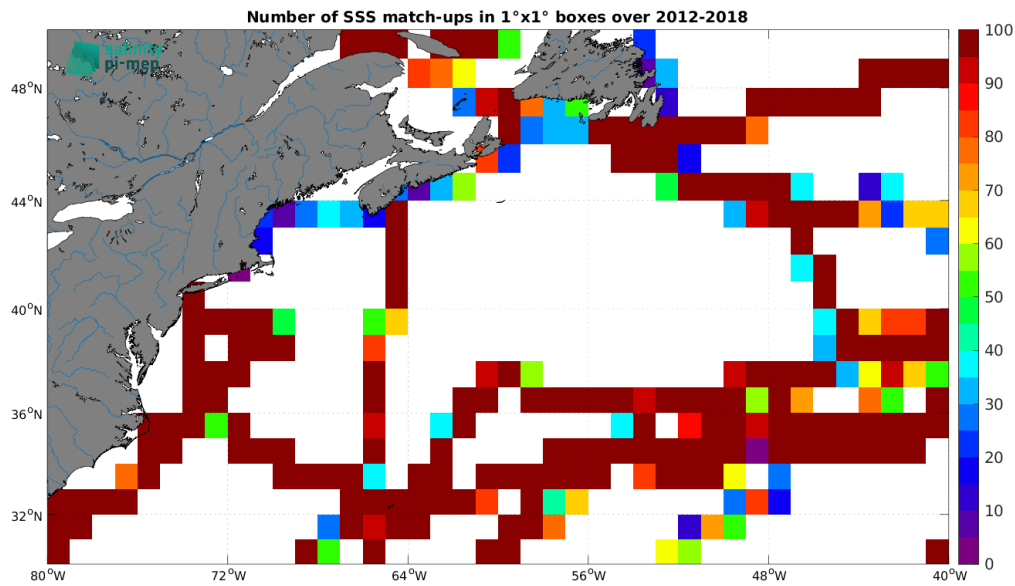 Number of SSS match-ups in 1°x1° boxes over 2012-2018
salinity
pi-mep
48°N
44°N
40°N
36°N
32°N
80°W
72°W
64°W
56°W
48°W
40°W
100
90
80
70
60
50
40
30
20
10
0